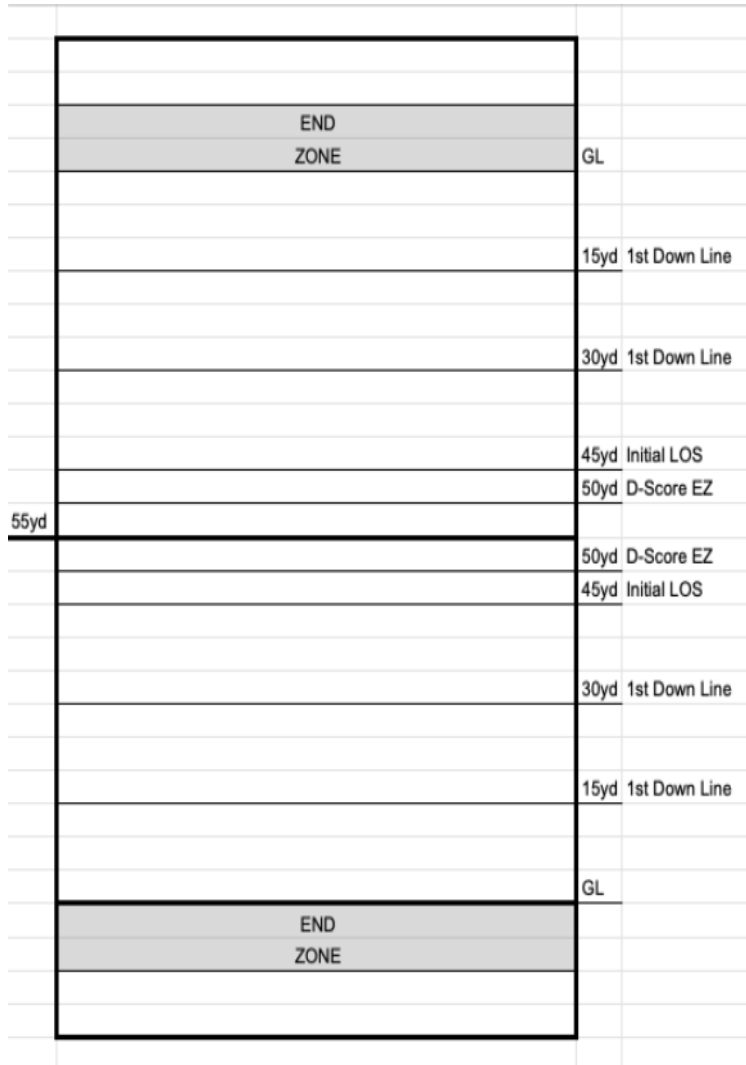 END
ZONE GL
15yd 1st Down Line
30yd 1st Down Line
45yd Initial LOS
50yd D-Score EZ
55yd
50yd D-Score EZ
45yd Initial LOS
30yd 1st Down Line
15yd 1st Down Line
GL
END
ZONE